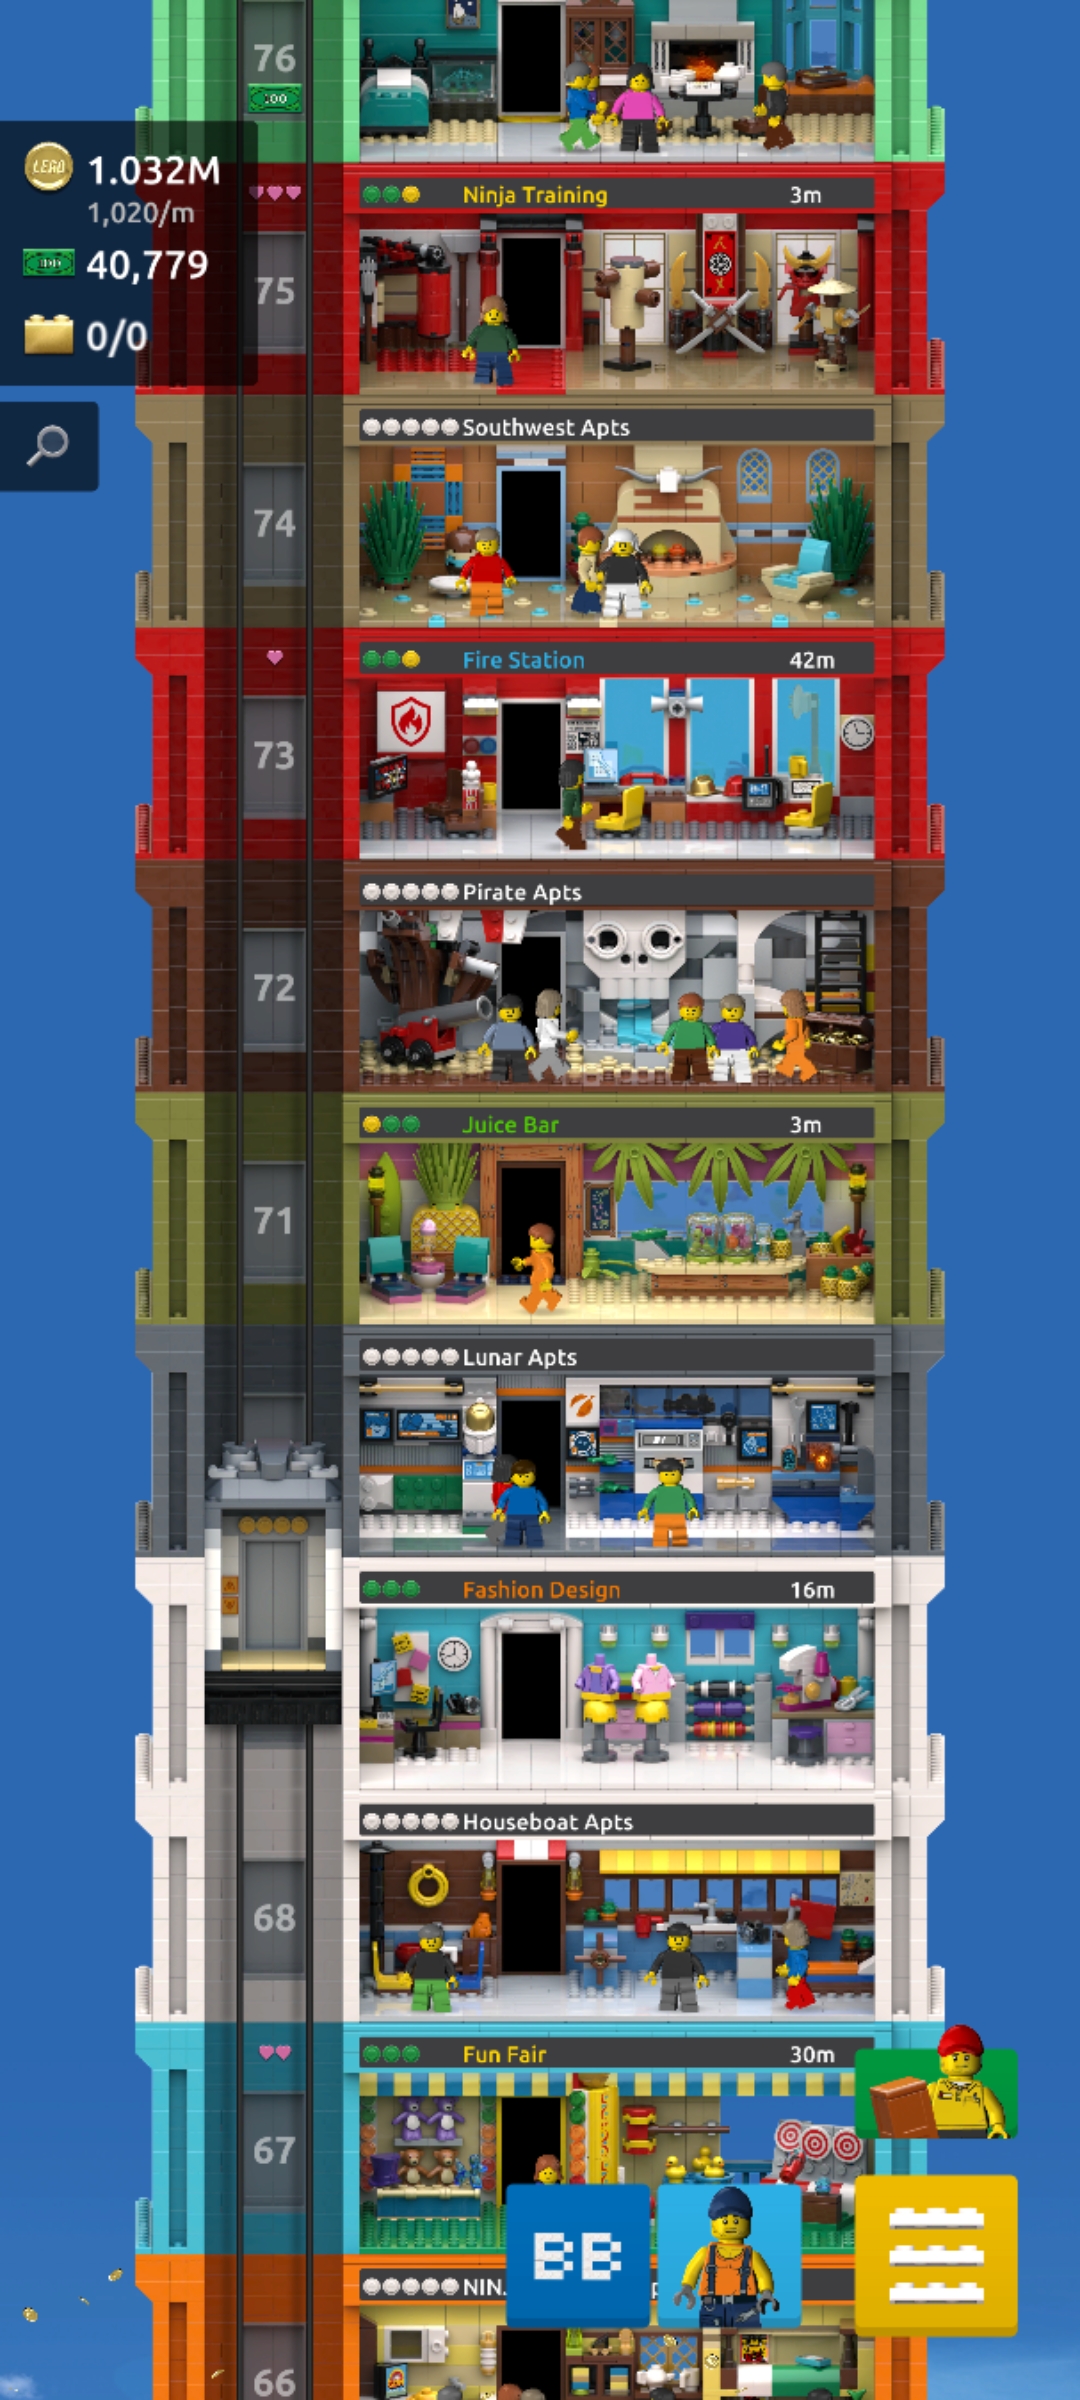 76
LEGO 1.032M
1,020/m
40,779
0/0
Ninja Training 3m
75
Southwest Apts
74
Fire Station 42m
73
Pirate Apts
72
Juice Bar 3m
71
Lunar Apts
Fashion Design 16m
Houseboat Apts
68
Fun Fair 30m
67
BB
NIN
66